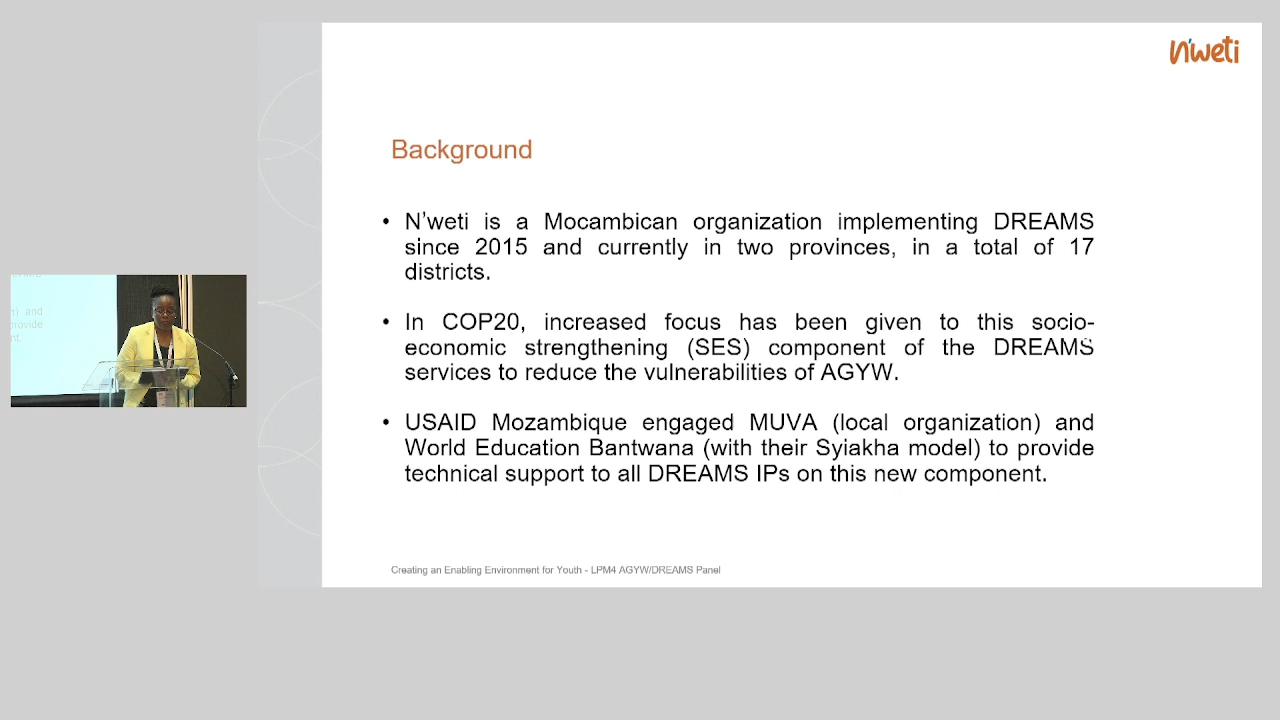 N'weti
Background
• N'weti is a Mocambican organization implementing DREAMS
since 2015 and currently in two provinces, in a total of 17
districts.
• In COP20, increased focus has been given to this socio-
economic strengthening (SES) component of the DREAMS
services to reduce the vulnerabilities of AGYW.
• USAID Mozambique engaged MUVA (local organization) and
World Education Bantwana (with their Syiakha model) to provide
technical support to all DREAMS IPs on this new component.
Creating an Enabling Environment for Youth - LPM4 AGYW/DREAMS Panel
) and
provide
nt.